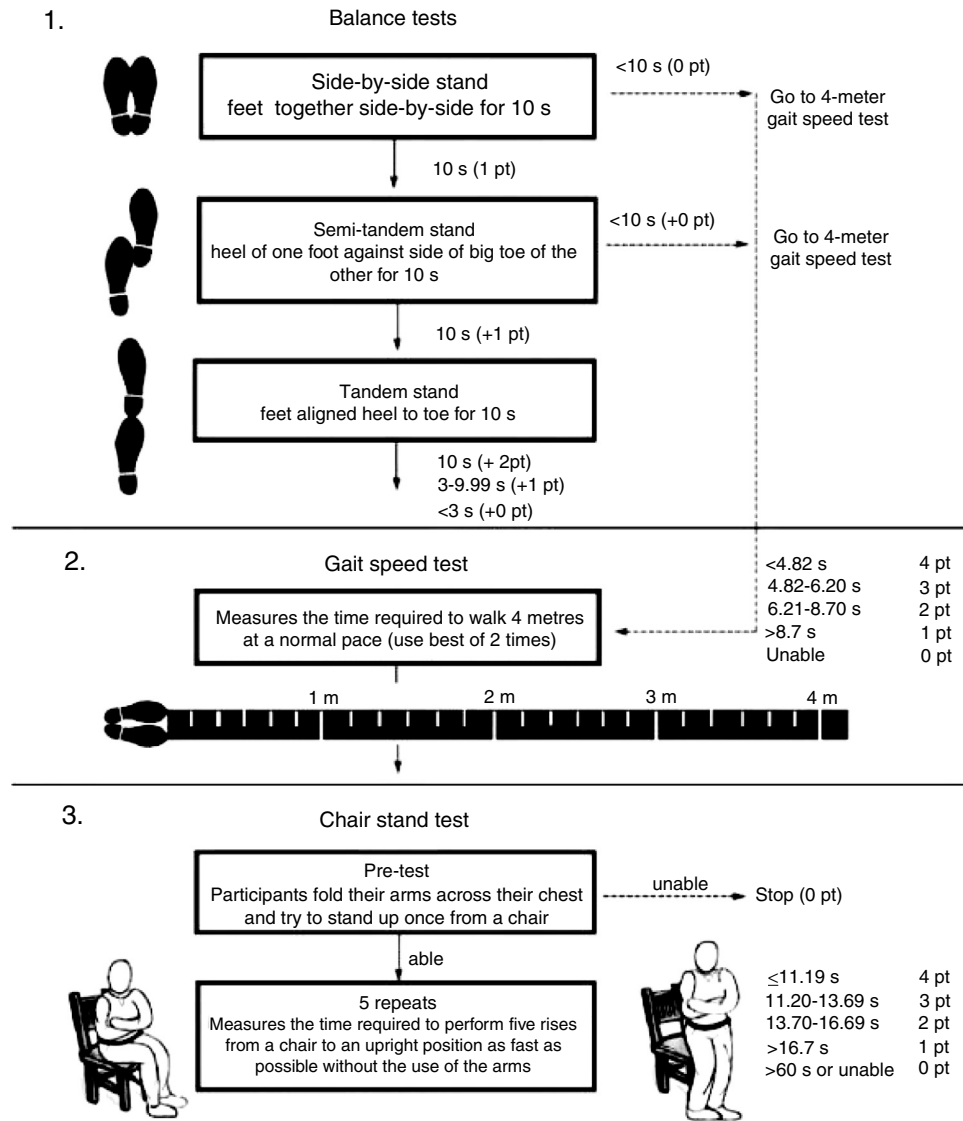 1.
Balance tests
Side-by-side stand
feet together side-by-side for 10 s
<10 s (0 pt)
Go to 4-meter
gait speed test
10 s (1 pt)
Semi-tandem stand
heel of one foot against side of big toe of the
other for 10 s
<10 s (+0 pt)
Go to 4-meter
gait speed test
10 s (+1 pt)
Tandem stand
feet aligned heel to toe for 10 s
10 s (+ 2pt)
3-9.99 s (+1 pt)
<3 s (+0 pt)
2.
Gait speed test
Measures the time required to walk 4 metres
at a normal pace (use best of 2 times)
<4.82 s 4 pt
4.82-6.20 s 3 pt
6.21-8.70 s 2 pt
>8.7 s 1 pt
Unable 0 pt
1 m 2 m 3 m 4 m
3.
Chair stand test
Pre-test
Participants fold their arms across their chest
and try to stand up once from a chair
unable
Stop (0 pt)
able
5 repeats
Measures the time required to perform five rises
from a chair to an upright position as fast as
possible without the use of the arms
≤11.19 s 4 pt
11.20-13.69 s 3 pt
13.70-16.69 s 2 pt
>16.7 s 1 pt
>60 s or unable 0 pt